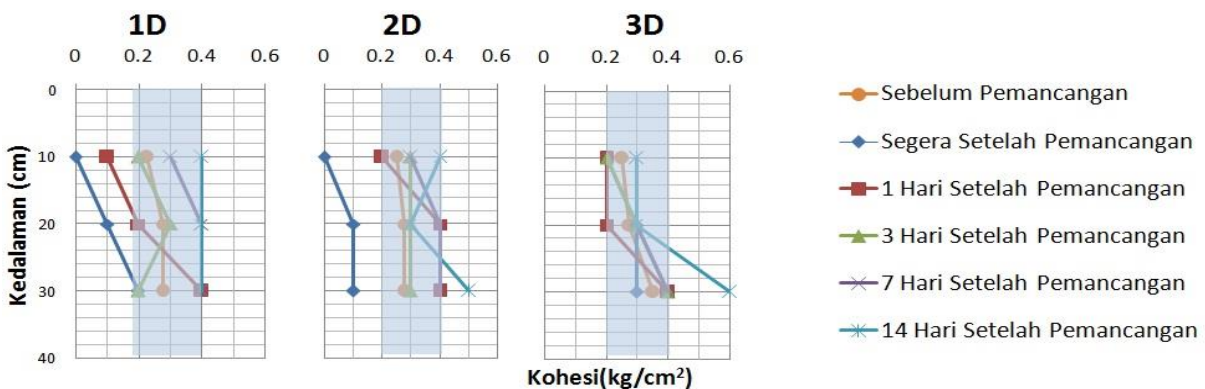 1D
2D
3D
0 0.2 0.4 0.6
0 0.2 0.4 0.6
0 0.2 0.4 0.6
Kedalaman (cm)
0
10
20
30
40
Kohesi(kg/cm²)
Sebelum Pemancangan
Segera Setelah Pemancangan
1 Hari Setelah Pemancangan
3 Hari Setelah Pemancangan
7 Hari Setelah Pemancangan
14 Hari Setelah Pemancangan